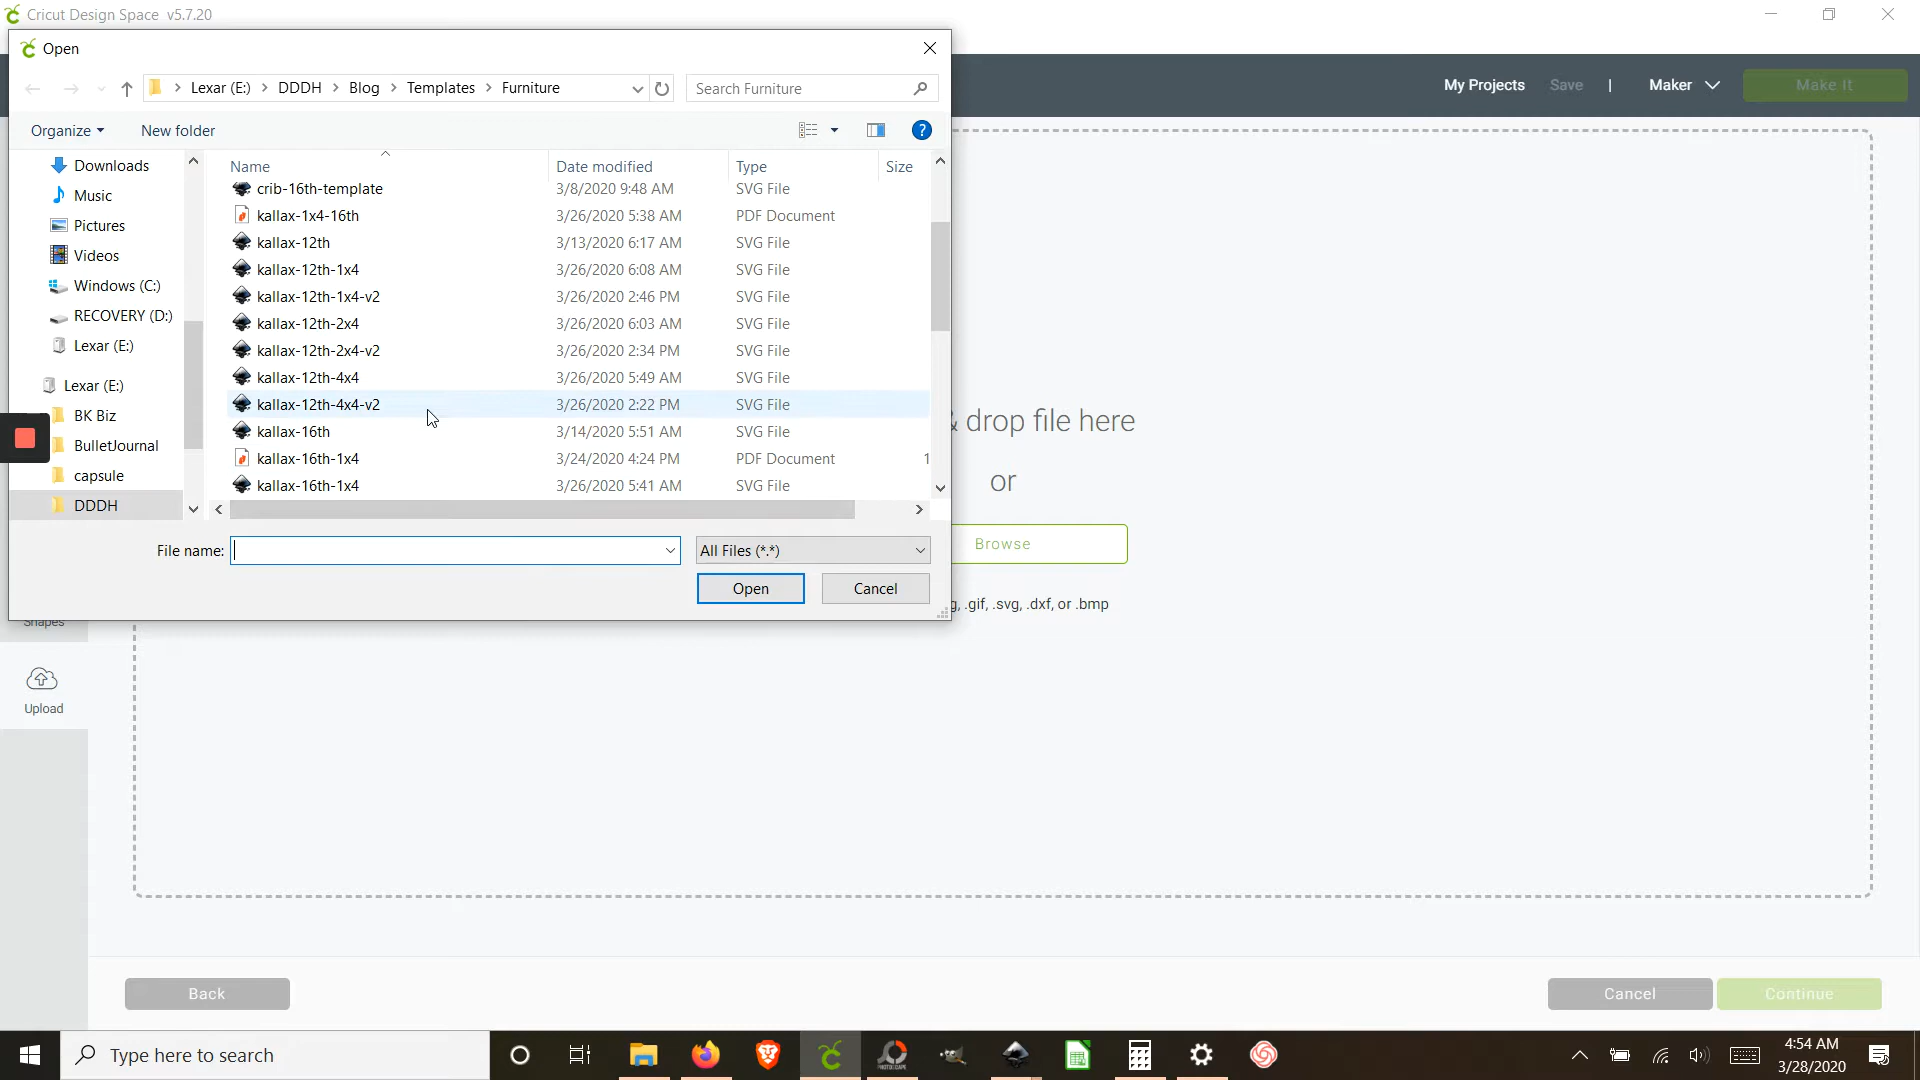 Cricut Design Space v5.7.20
Open
Lexar (E:) > DDDH > Blog > Templates > Furniture
Search Furniture
My Projects
Save
|
Maker
Make It
Organize
New folder
?
Name
Date modified
Type
Size
Downloads
Music
Pictures
Videos
Windows (C:)
RECOVERY (D:)
Lexar (E:)
Lexar (E:)
BK Biz
BulletJournal
capsule
DDDH
crib-16th-template 3/8/2020 9:48 AM SVG File
kallax-1x4-16th 3/26/2020 5:38 AM PDF Document
kallax-12th 3/13/2020 6:17 AM SVG File
kallax-12th-1x4 3/26/2020 6:08 AM SVG File
kallax-12th-1x4-v2 3/26/2020 2:46 PM SVG File
kallax-12th-2x4 3/26/2020 6:03 AM SVG File
kallax-12th-2x4-v2 3/26/2020 2:34 PM SVG File
kallax-12th-4x4 3/26/2020 5:49 AM SVG File
kallax-12th-4x4-v2 3/26/2020 2:22 PM SVG File
kallax-16th 3/14/2020 5:51 AM SVG File
kallax-16th-1x4 3/24/2020 4:24 PM PDF Document 1
kallax-16th-1x4 3/26/2020 5:41 AM SVG File
File name:
All Files (*.*)
Open
Cancel
drop file here
or
Browse
.gif, .svg, .dxf, or .bmp
Shapes
Upload
Back
Cancel
Continue
Type here to search
4:54 AM
3/28/2020